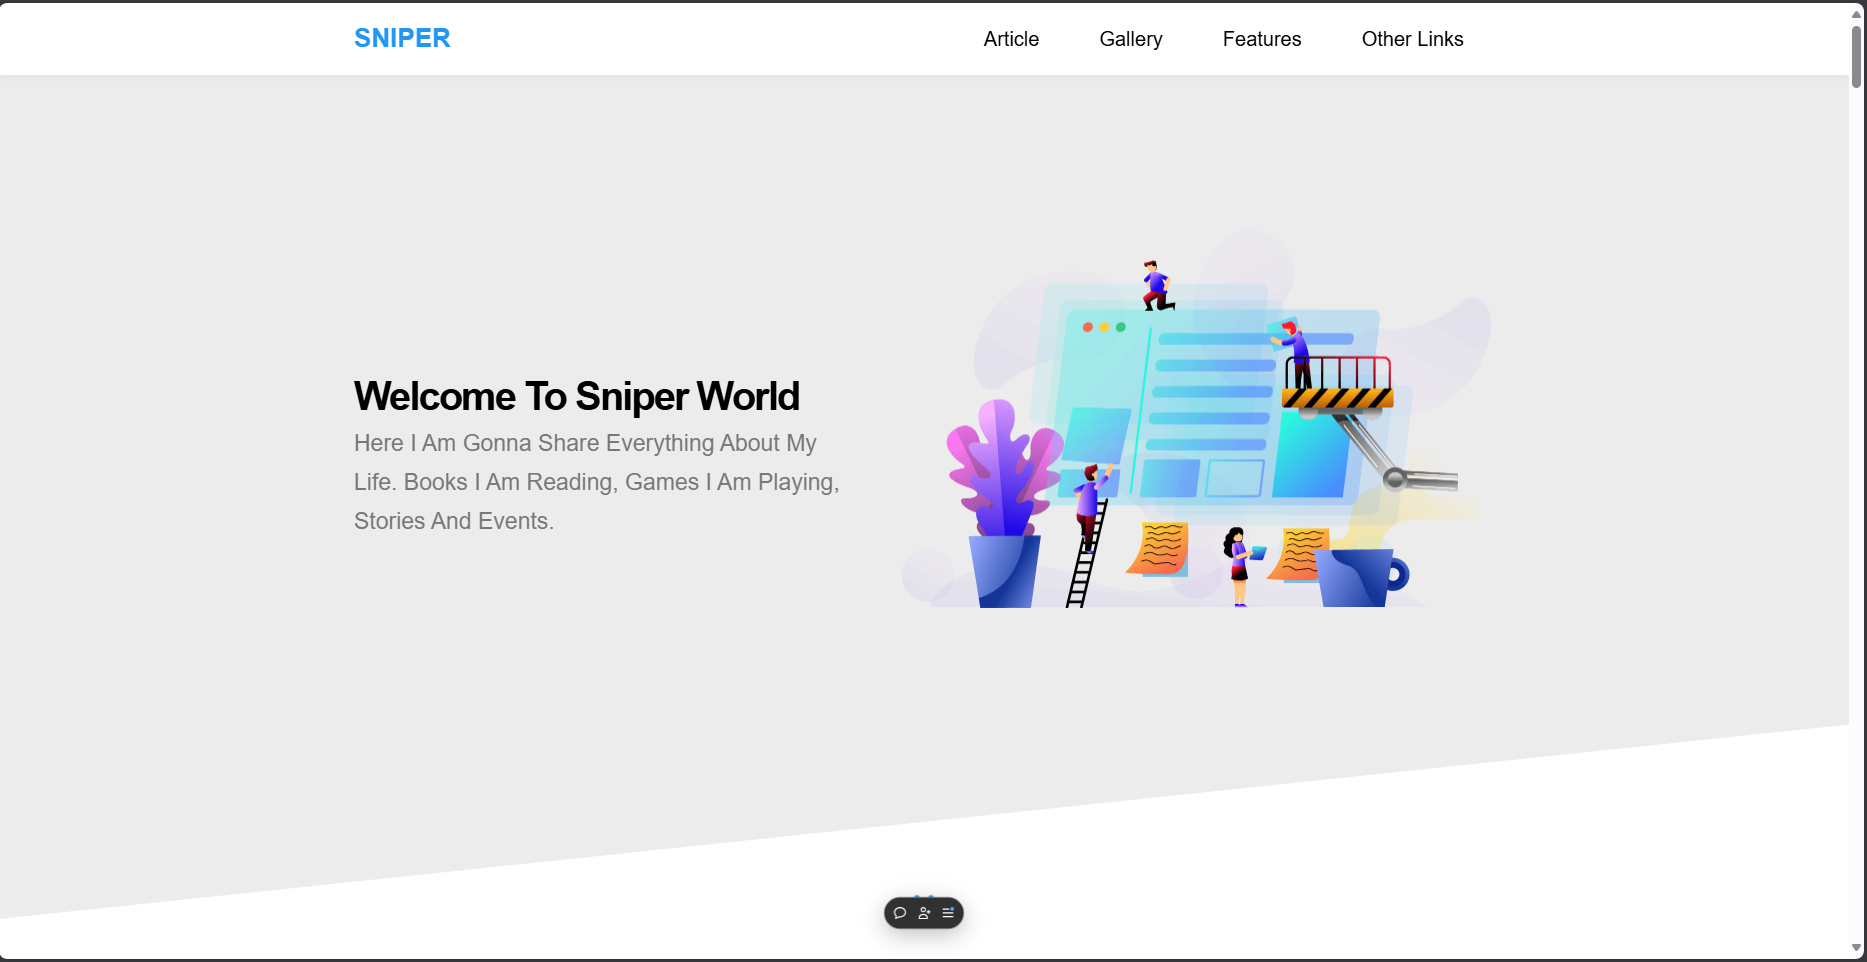 SNIPER
Article
Gallery
Features
Other Links
Welcome To Sniper World
Here I Am Gonna Share Everything About My
Life. Books I Am Reading, Games I Am Playing,
Stories And Events.